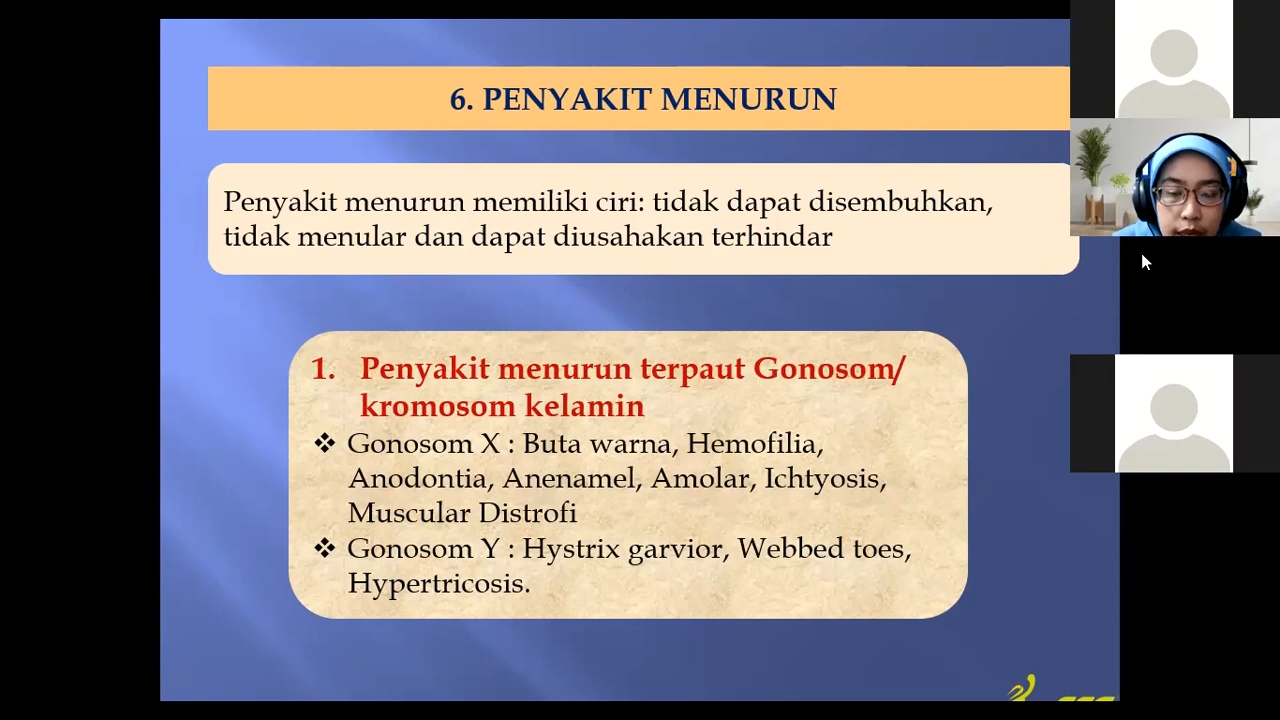 6. PENYAKIT MENURUN
Penyakit menurun memiliki ciri: tidak dapat disembuhkan,
tidak menular dan dapat diusahakan terhindar
1. Penyakit menurun terpaut Gonosom/
kromosom kelamin
❖ Gonosom X : Buta warna, Hemofilia,
Anodontia, Anenamel, Amolar, Ichtyosis,
Muscular Distrofi
❖ Gonosom Y : Hystrix garvior, Webbed toes,
Hypertricosis.